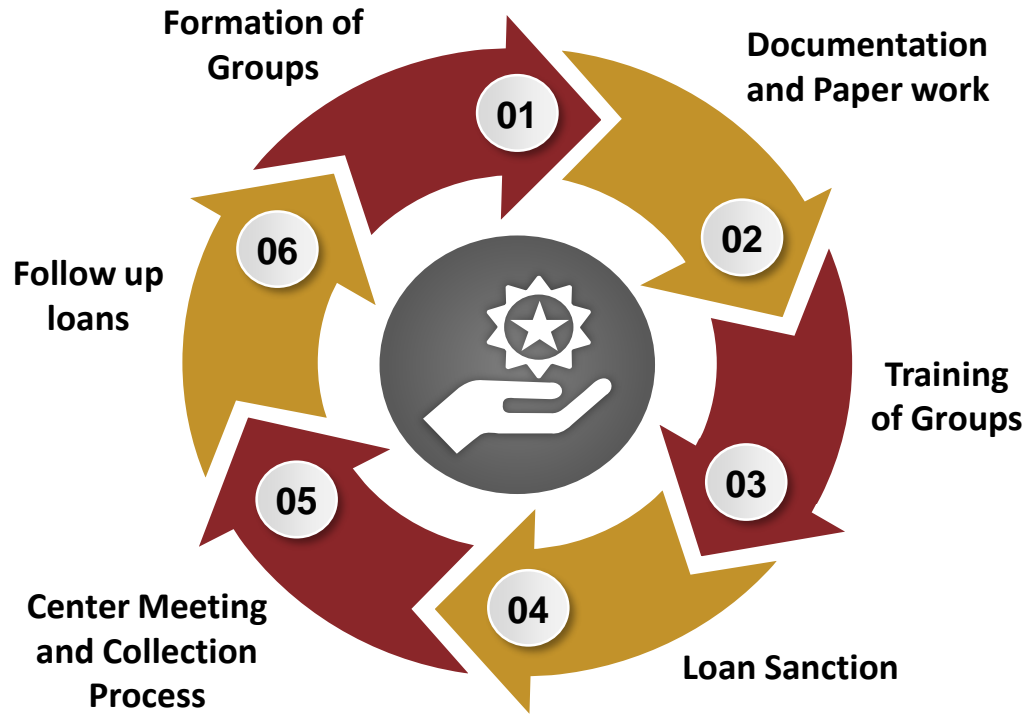 Formation of
Groups
01
Documentation
and Paper work
02
Training
of Groups
03
Loan Sanction
04
Center Meeting
and Collection
Process
05
Follow up
loans
06